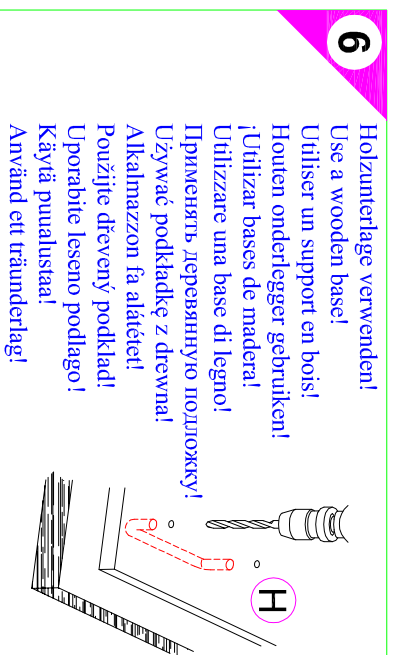 6
Holzunterlage verwenden!
Use a wooden base!
Utiliser un support en bois!
Houten onderlegger gebruiken!
¡Utilizar bases de madera!
Utilizzare una base di legno!
Применять деревянную подложку!
Używać podkładkę z drewna!
Alkalmazzon fa alátétet!
Použijte dřevený podklad!
Uporabite leseno podlago!
Käytä puualustaa!
Använd ett träunderlag!
H